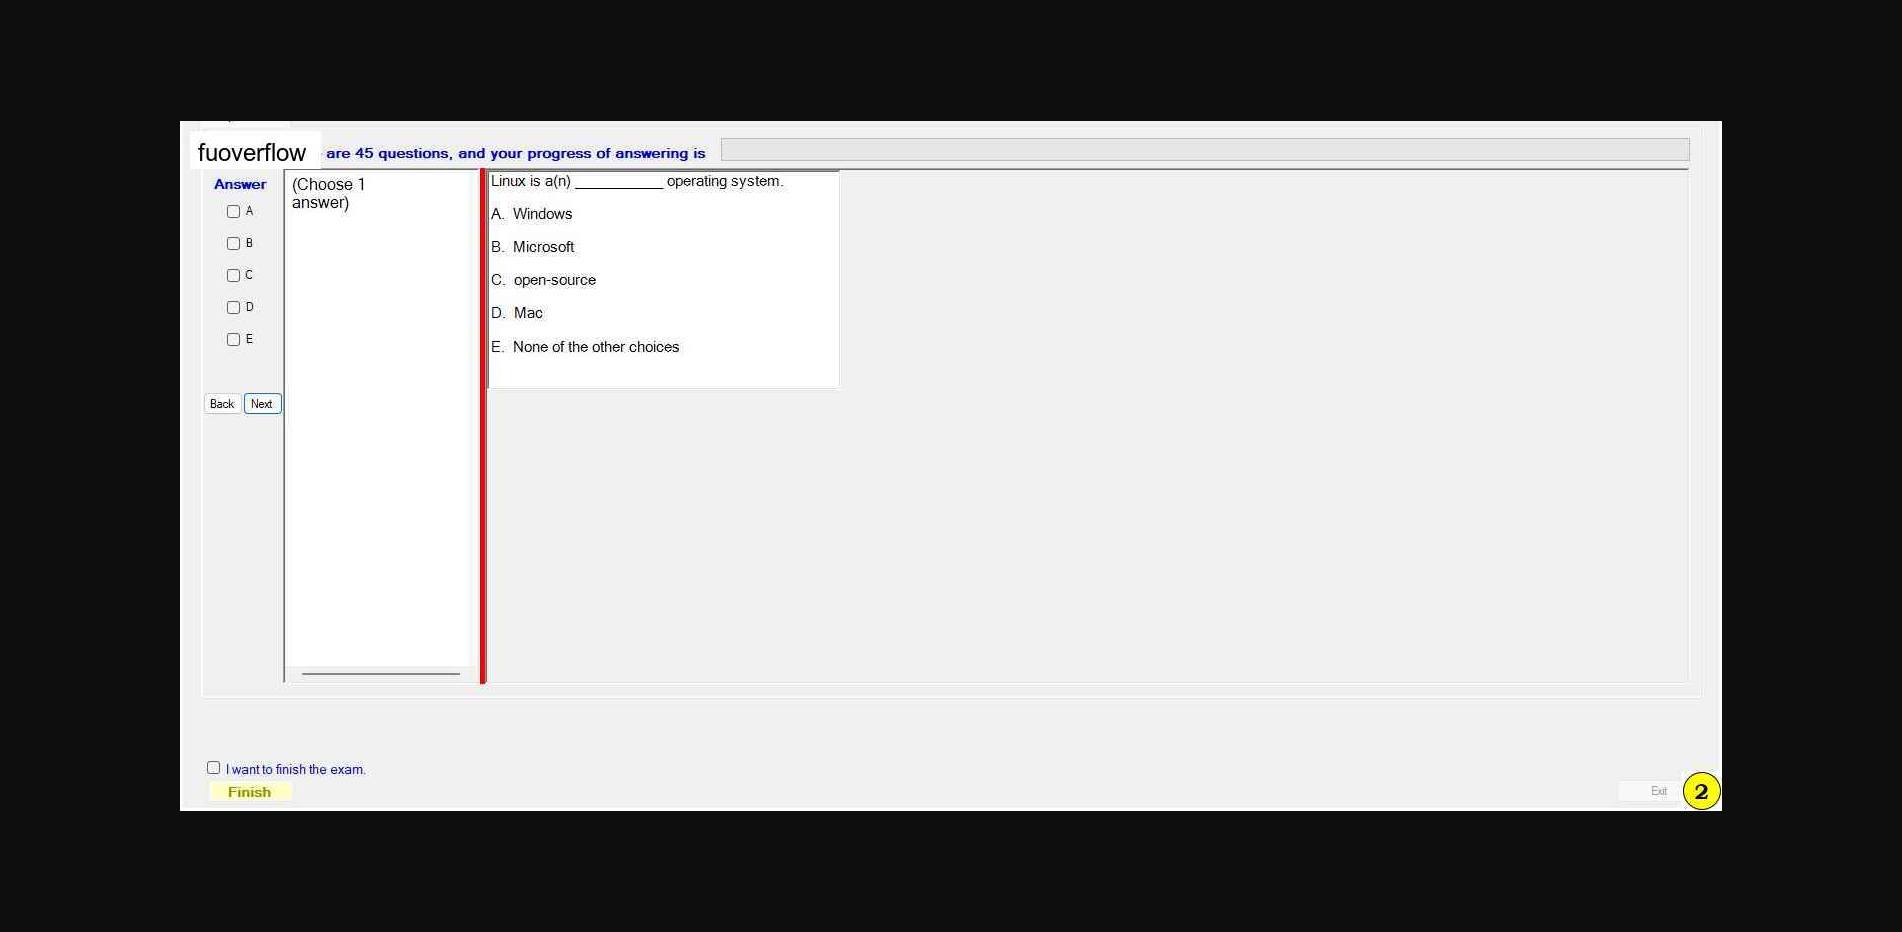 fuoverflow are 45 questions, and your progress of answering is
Answer
A
B
C
D
E
Back Next
(Choose 1
answer)
Linux is a(n) ___________ operating system.
A. Windows
B. Microsoft
C. open-source
D. Mac
E. None of the other choices
I want to finish the exam.
Finish
Exit
2